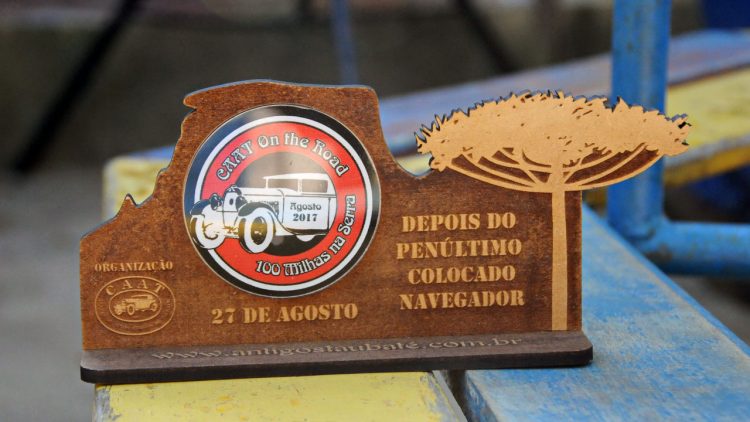 CAAT On the Road
Agosto
2017
100 Milhas na Serra
ORGANIZAÇÃO
CAAT
27 DE AGOSTO
DEPOIS DO
PENÚLTIMO
COLOCADO
NAVEGADOR
www.antigostaubaté.com.br